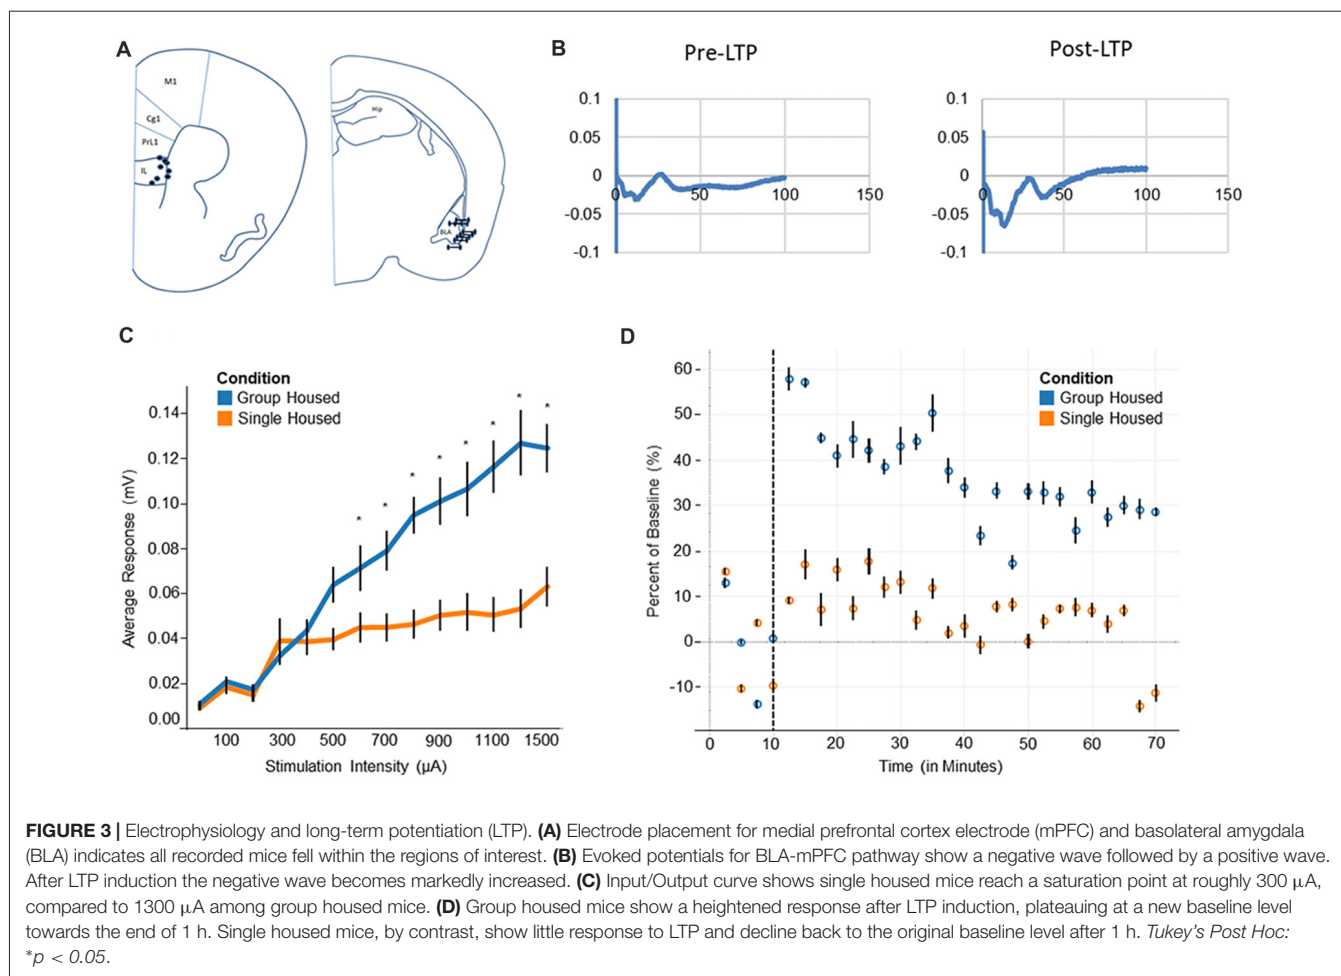 A
M1
Cg1
PrL1
IL
Hip
BLA
B
Pre-LTP
0.1
0.05
0
-0.05
-0.1
0
50
100
150
Post-LTP
0.1
0.05
0
-0.05
-0.1
0
50
100
150
C
Condition
Group Housed
Single Housed
Average Response (mV)
0.14
0.12
0.10
0.08
0.06
0.04
0.02
0.00
* * * * * * * *
100 300 500 700 900 1100 1500
Stimulation Intensity (µA)
D
Condition
Group Housed
Single Housed
Percent of Baseline (%)
60
50
40
30
20
10
0
-10
0 10 20 30 40 50 60 70
Time (in Minutes)
FIGURE 3 | Electrophysiology and long-term potentiation (LTP). (A) Electrode placement for medial prefrontal cortex electrode (mPFC) and basolateral amygdala
(BLA) indicates all recorded mice fell within the regions of interest. (B) Evoked potentials for BLA-mPFC pathway show a negative wave followed by a positive wave.
After LTP induction the negative wave becomes markedly increased. (C) Input/Output curve shows single housed mice reach a saturation point at roughly 300 µA,
compared to 1300 µA among group housed mice. (D) Group housed mice show a heightened response after LTP induction, plateauing at a new baseline level
towards the end of 1 h. Single housed mice, by contrast, show little response to LTP and decline back to the original baseline level after 1 h. Tukey's Post Hoc:
*p < 0.05.